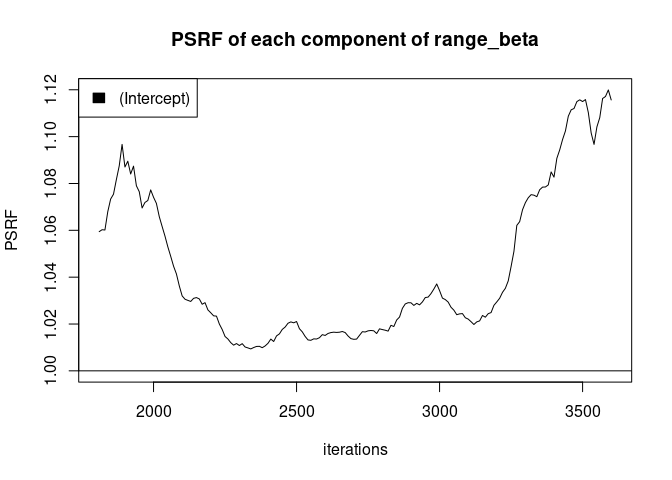 PSRF of each component of range_beta
(Intercept)
PSRF
1.12
1.10
1.08
1.06
1.04
1.02
1.00
2000 2500 3000 3500
iterations